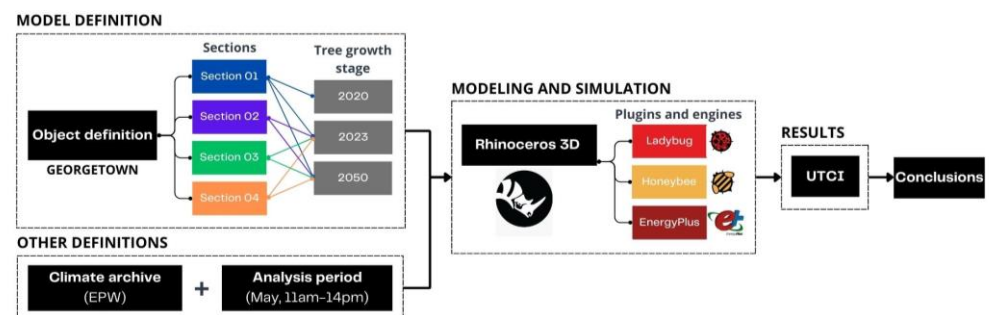 MODEL DEFINITION
Sections
Tree growth
stage
Object definition
GEORGETOWN
Section 01
Section 02
Section 03
Section 04
2020
2023
2050
OTHER DEFINITIONS
Climate archive
(EPW)
+
Analysis period
(May, 11am-14pm)
MODELING AND SIMULATION
Plugins and engines
Rhinoceros 3D
Ladybug
Honeybee
EnergyPlus
RESULTS
UTCI
Conclusions